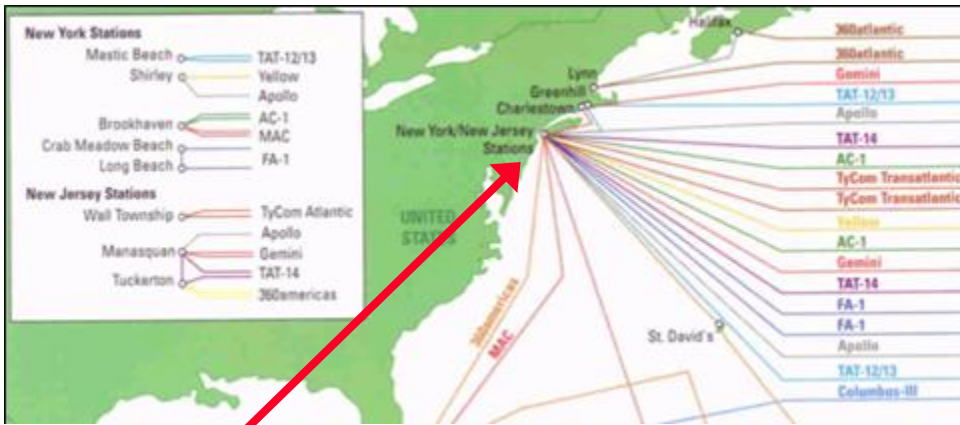 New York Stations
Mastic Beach
TAT-12/13
Shirley
Yellow
Apollo
Brookhaven
AC-1
MAC
Crab Meadow Beach
FA-1
Long Beach
New Jersey Stations
Wall Township
TyCom Atlantic
Apollo
Manasquan
Gemini
TAT-14
Tuckerton
360americas
Halifax
Lynn
Greenhill
Charlestown
New York/New Jersey
Stations
UNITED
STATES
360americas
MAC
St. David's
360atlantic
360atlantic
Gemini
TAT-12/13
Apollo
TAT-14
AC-1
TyCom Transatlantic
TyCom Transatlantic
Yellow
AC-1
Gemini
TAT-14
FA-1
FA-1
Apollo
TAT-12/13
Columbus-III